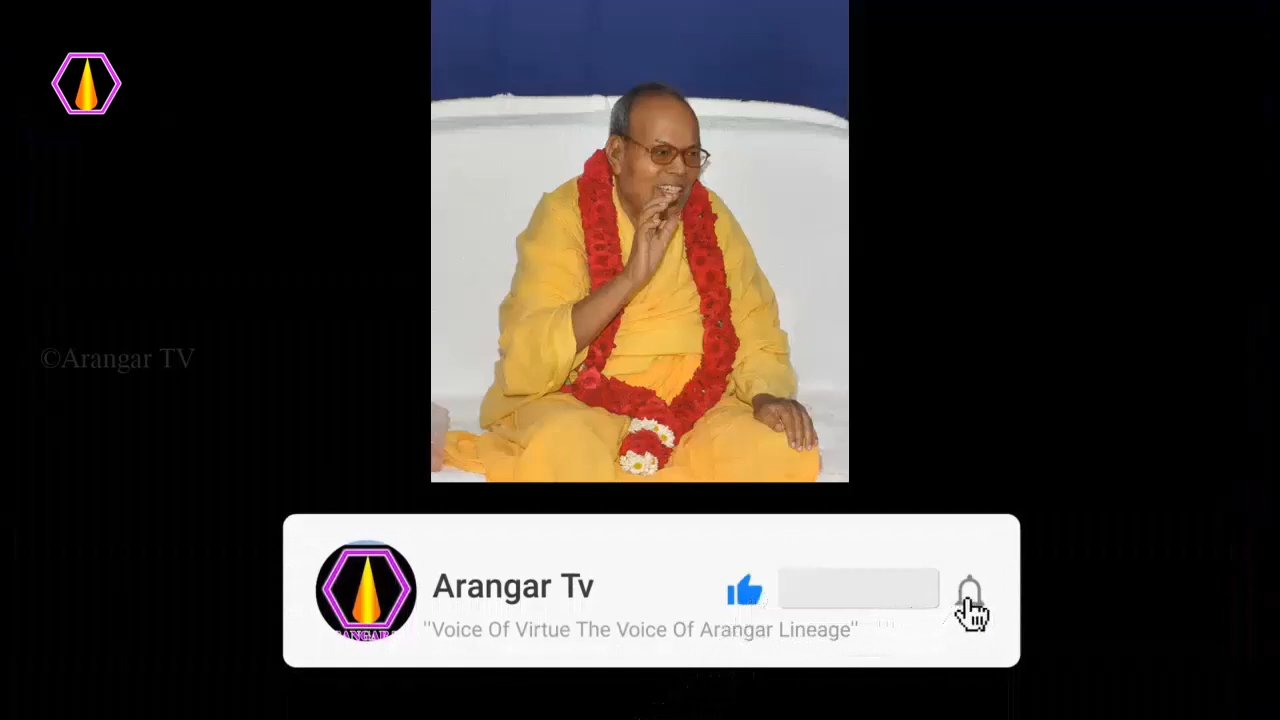 ©Arangar TV
Arangar Tv
"Voice Of Virtue The Voice Of Arangar Lineage"